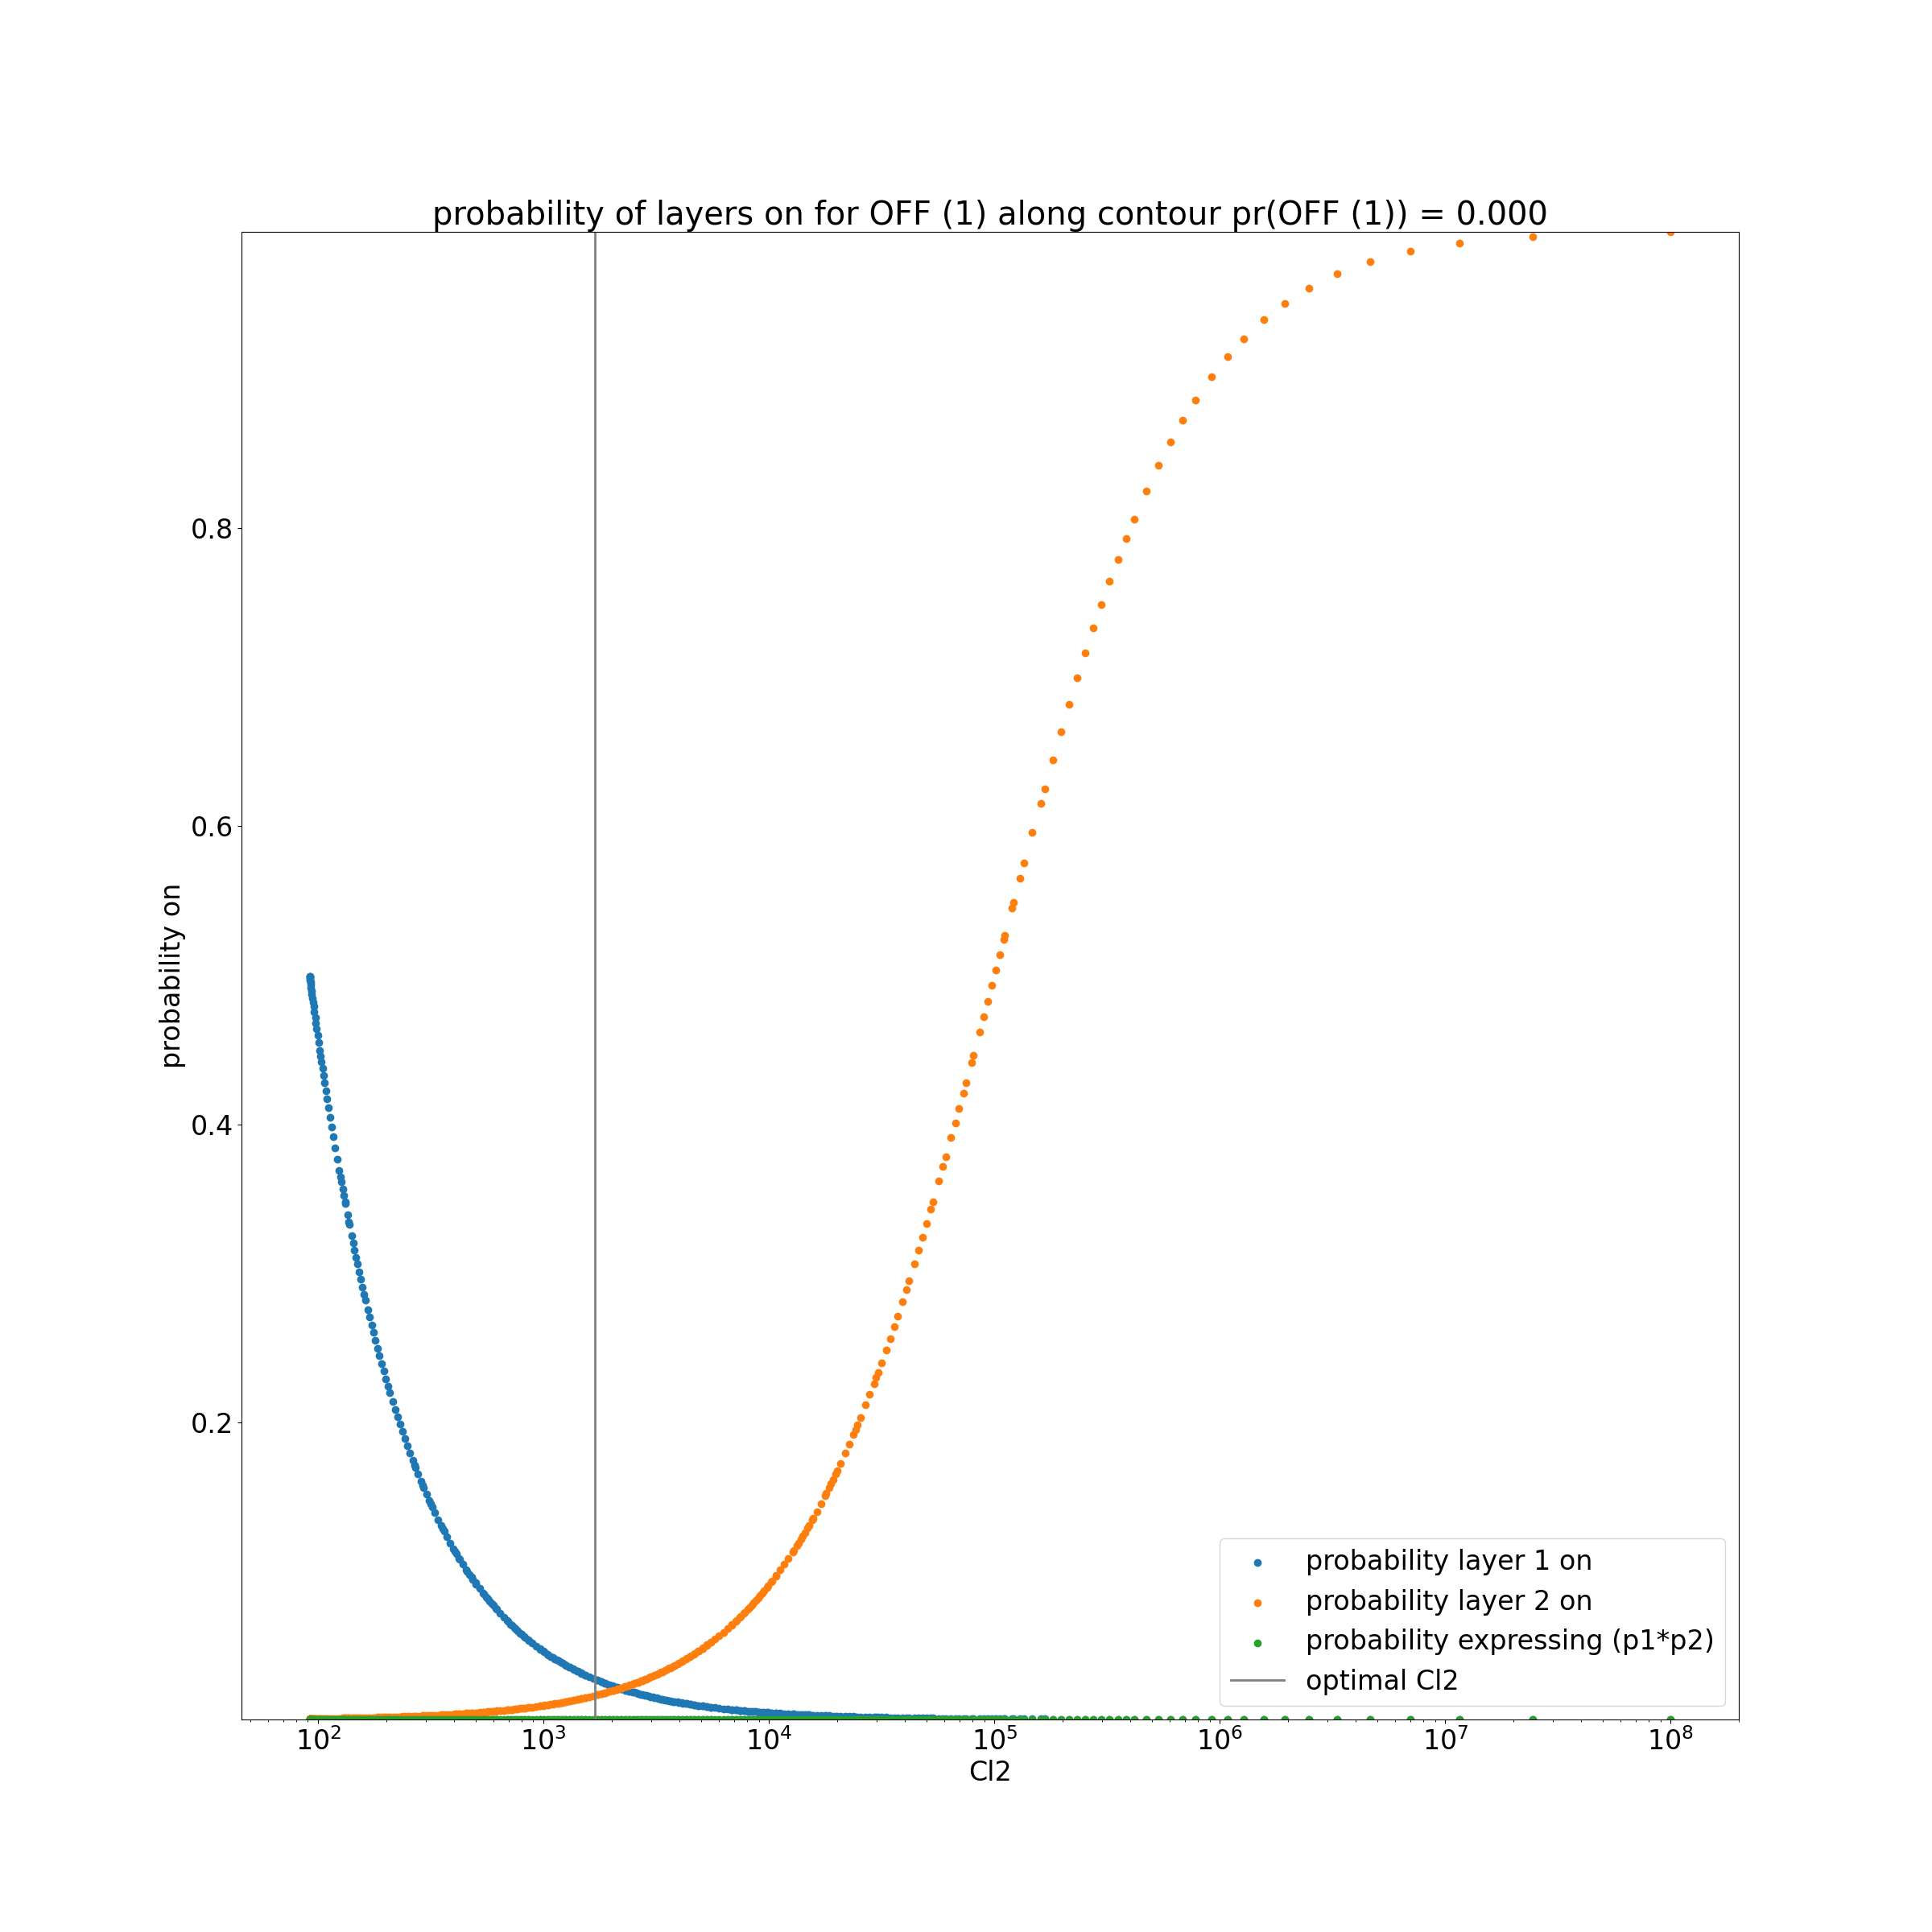 probability of layers on for OFF (1) along contour pr(OFF (1)) = 0.000
probability on
0.8
0.6
0.4
0.2
10²
10³
10⁴
10⁵
10⁶
10⁷
10⁸
Cl2
probability layer 1 on
probability layer 2 on
probability expressing (p1*p2)
optimal Cl2